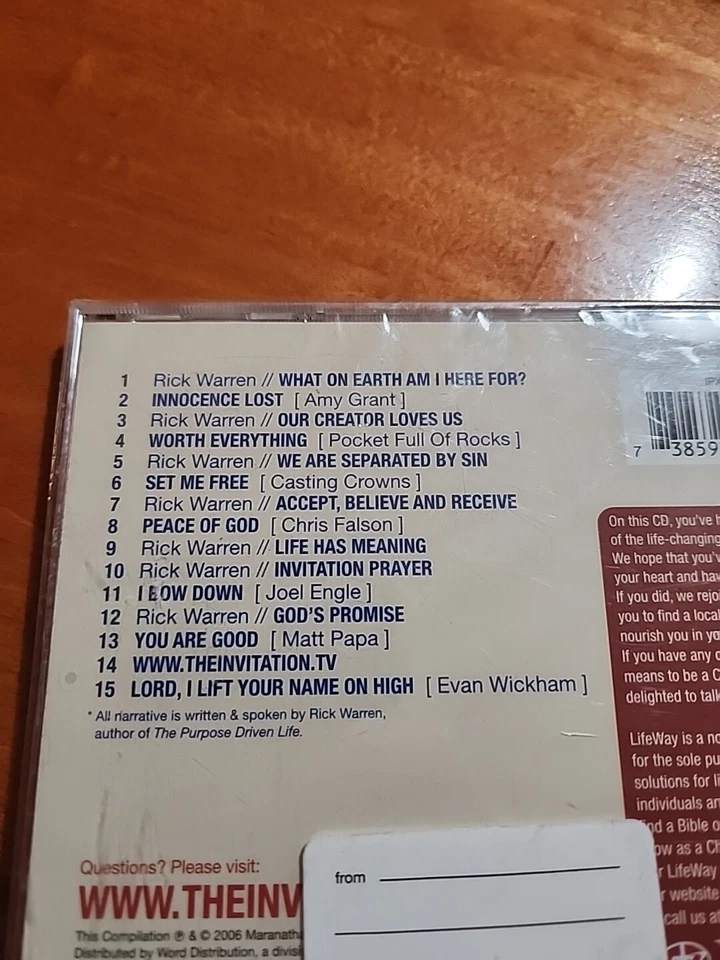 1 Rick Warren // WHAT ON EARTH AM I HERE FOR?
2 INNOCENCE LOST [ Amy Grant ]
3 Rick Warren // OUR CREATOR LOVES US
4 WORTH EVERYTHING [ Pocket Full Of Rocks ]
5 Rick Warren // WE ARE SEPARATED BY SIN
6 SET ME FREE [ Casting Crowns ]
7 Rick Warren // ACCEPT, BELIEVE AND RECEIVE
8 PEACE OF GOD [ Chris Falson ]
9 Rick Warren // LIFE HAS MEANING
10 Rick Warren // INVITATION PRAYER
11 I BOW DOWN [ Joel Engle ]
12 Rick Warren // GOD'S PROMISE
13 YOU ARE GOOD [ Matt Papa ]
14 WWW.THEINVITATION.TV
15 LORD, I LIFT YOUR NAME ON HIGH [ Evan Wickham ]
* All narrative is written & spoken by Rick Warren,
author of The Purpose Driven Life.
Questions? Please visit:
WWW.THEINV
This Compilation ℗ & © 2006 Maranath
Distributed by Word Distribution, a divisi
from
7 3859
On this CD, you've h
of the life-changing
We hope that you'v
your heart and hav
If you did, we rejo
you to find a local
nourish you in yo
If you have any q
means to be a C
delighted to talk
LifeWay is a no
for the sole pu
solutions for li
individuals an
find a Bible o
ow as a Ch
r LifeWay
r website
call us at